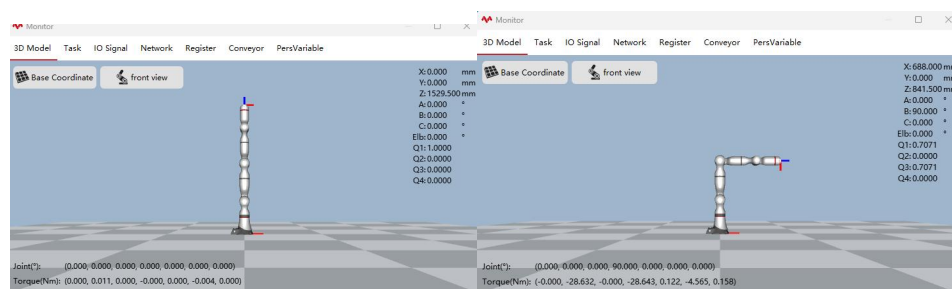 Monitor
3D Model Task IO Signal Network Register Conveyor PersVariable
Base Coordinate
front view
X: 0.000 mm
Y: 0.000 mm
Z: 1529.500 mm
A: 0.000 °
B: 0.000 °
C: 0.000 °
Elb: 0.000 °
Q1: 1.0000
Q2: 0.0000
Q3: 0.0000
Q4: 0.0000
Joint(°): (0.000, 0.000, 0.000, 0.000, 0.000, 0.000, 0.000)
Torque(Nm): (0.000, 0.011, 0.000, -0.000, 0.000, -0.004, 0.000)
Monitor
3D Model Task IO Signal Network Register Conveyor PersVariable
Base Coordinate
front view
X: 688.000 mm
Y: 0.000 mm
Z: 841.500 mm
A: 0.000 °
B: 90.000 °
C: 0.000 °
Elb: 0.000 °
Q1: 0.7071
Q2: 0.0000
Q3: 0.7071
Q4: 0.0000
Joint(°): (0.000, 0.000, 0.000, 90.000, 0.000, 0.000, 0.000)
Torque(Nm): (-0.000, -28.632, -0.000, -28.643, 0.122, -4.565, 0.158)